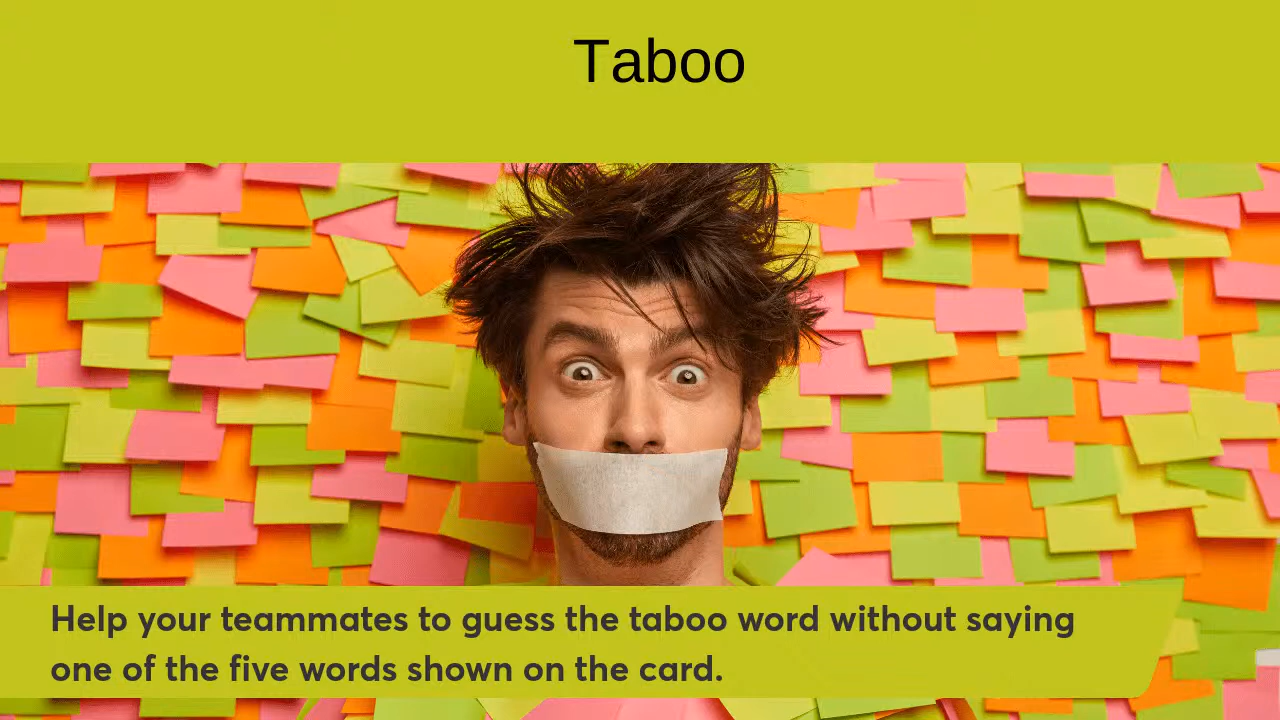 Taboo
Help your teammates to guess the taboo word without saying
one of the five words shown on the card.